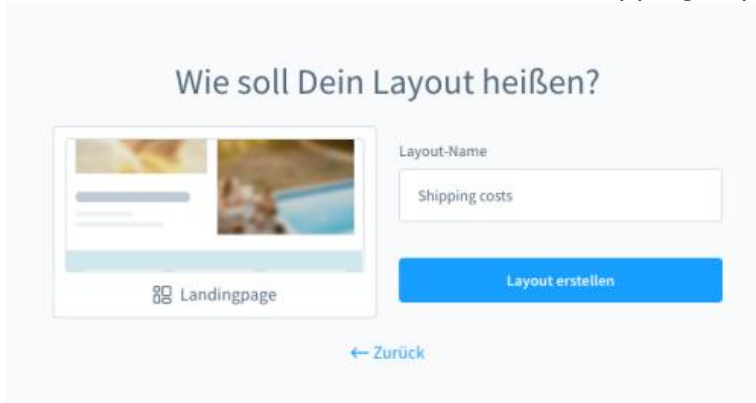 Wie soll Dein Layout heißen?
Layout-Name
Shipping costs
Layout erstellen
Landingpage
← Zurück